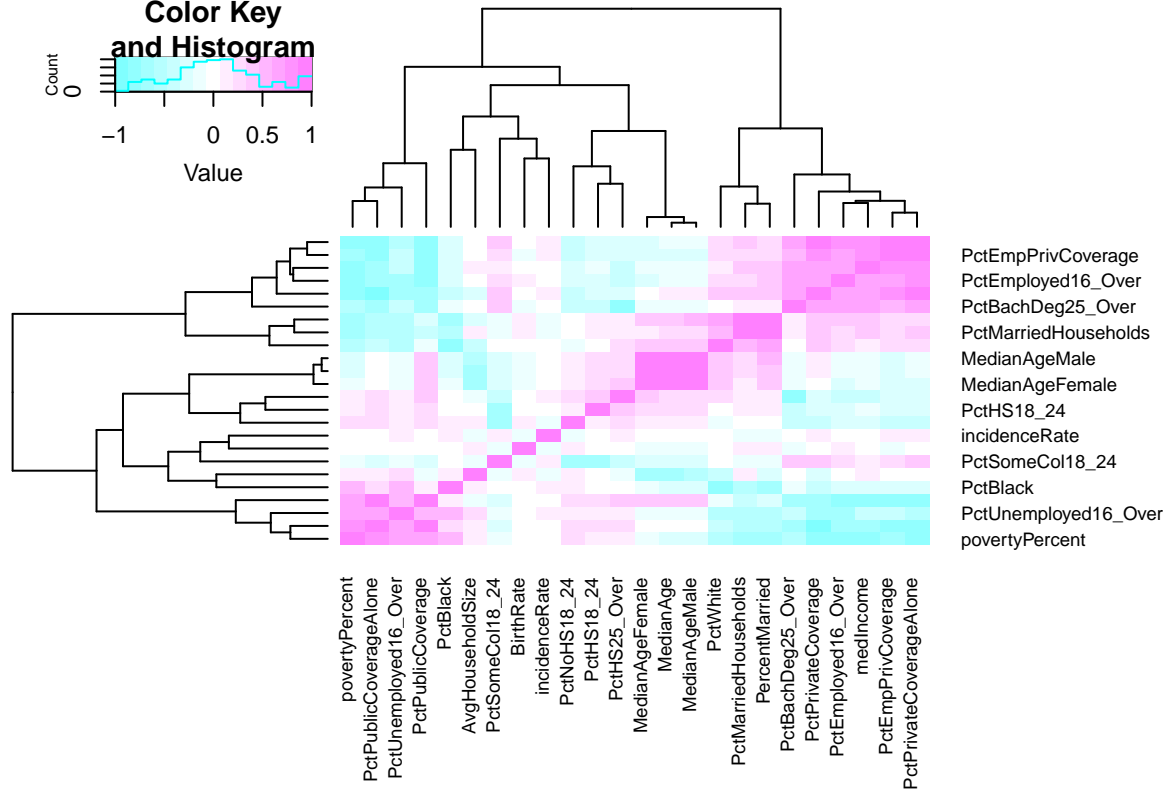 Color Key
and Histogram
Count
0
−1
0
0.5
1
Value
PctEmpPrivCoverage
PctEmployed16_Over
PctBachDeg25_Over
PctMarriedHouseholds
MedianAgeMale
MedianAgeFemale
PctHS18_24
incidenceRate
PctSomeCol18_24
PctBlack
PctUnemployed16_Over
povertyPercent
povertyPercent
PctPublicCoverageAlone
PctUnemployed16_Over
PctPublicCoverage
PctBlack
AvgHouseholdSize
PctSomeCol18_24
BirthRate
incidenceRate
PctNoHS18_24
PctHS18_24
PctHS25_Over
MedianAgeFemale
MedianAge
MedianAgeMale
PctWhite
PctMarriedHouseholds
PercentMarried
PctBachDeg25_Over
PctPrivateCoverage
PctEmployed16_Over
medIncome
PctEmpPrivCoverage
PctPrivateCoverageAlone